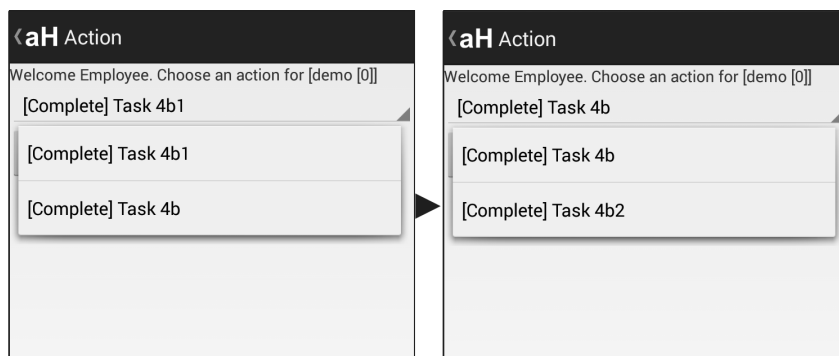 aH Action
Welcome Employee. Choose an action for [demo [0]]
[Complete] Task 4b1
[Complete] Task 4b1
[Complete] Task 4b
aH Action
Welcome Employee. Choose an action for [demo [0]]
[Complete] Task 4b
[Complete] Task 4b
[Complete] Task 4b2